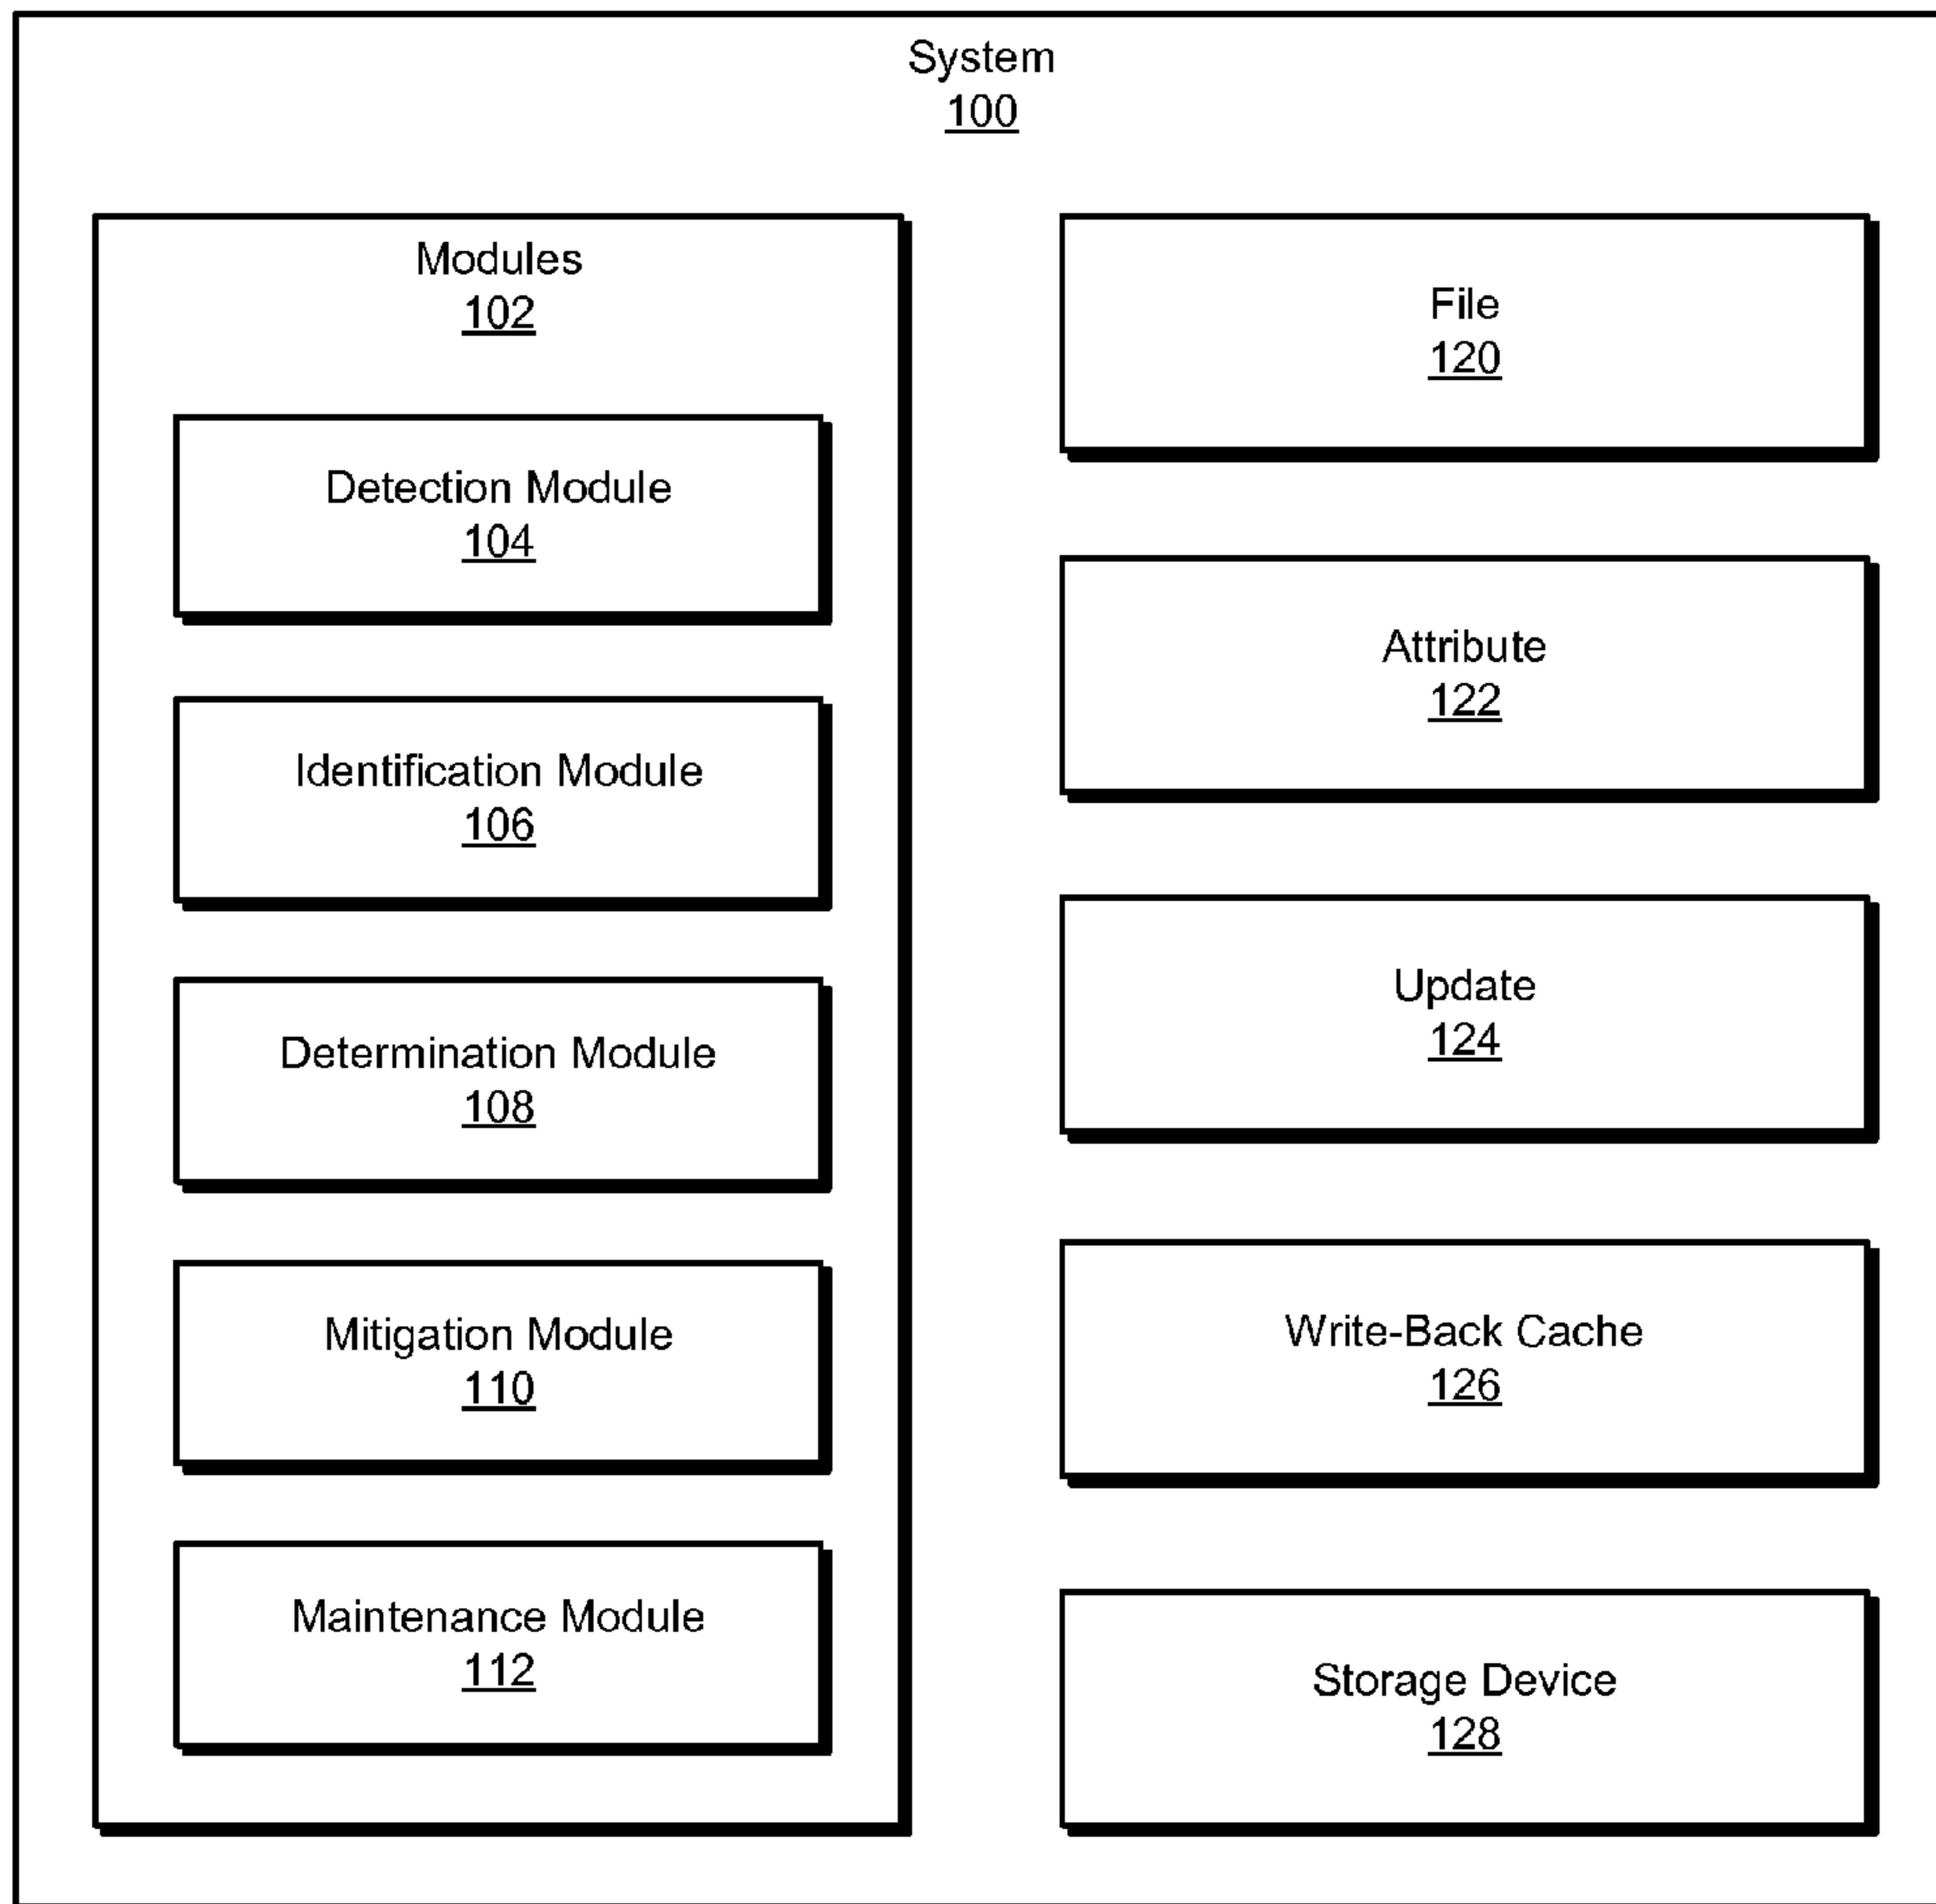 System
100
Modules
102
Detection Module
104
Identification Module
106
Determination Module
108
Mitigation Module
110
Maintenance Module
112
File
120
Attribute
122
Update
124
Write-Back Cache
126
Storage Device
128